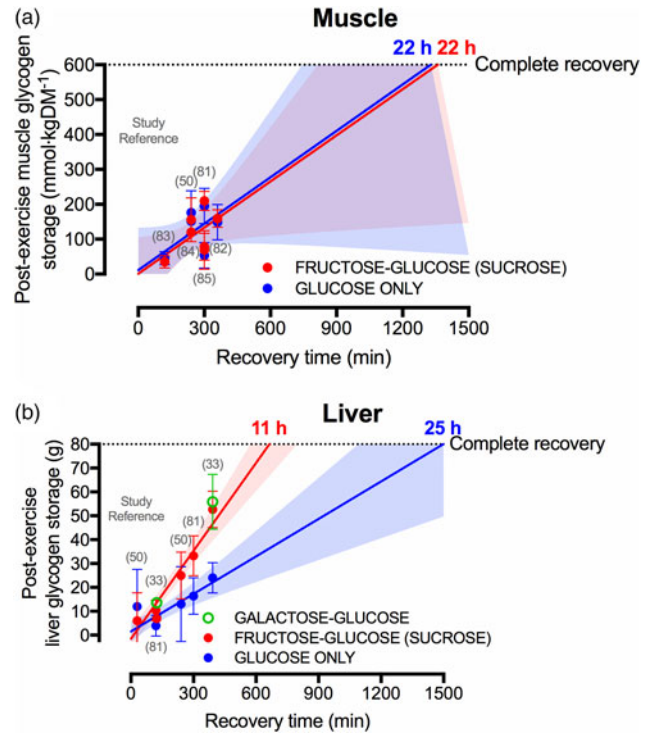 (a)
Muscle
22 h 22 h
Complete recovery
Post-exercise muscle glycogen
storage (mmol·kgDM⁻¹)
600
500
400
300
200
100
0
Study
Reference
(83)
(50)
(81)
(84)
(82)
(85)
FRUCTOSE-GLUCOSE (SUCROSE)
GLUCOSE ONLY
0 300 600 900 1200 1500
Recovery time (min)
(b)
Liver
11 h
25 h
Complete recovery
Post-exercise
liver glycogen storage (g)
80
70
60
50
40
30
20
10
0
Study
Reference
(50)
(33)
(81)
(50)
(81)
(33)
GALACTOSE-GLUCOSE
FRUCTOSE-GLUCOSE (SUCROSE)
GLUCOSE ONLY
0 300 600 900 1200 1500
Recovery time (min)